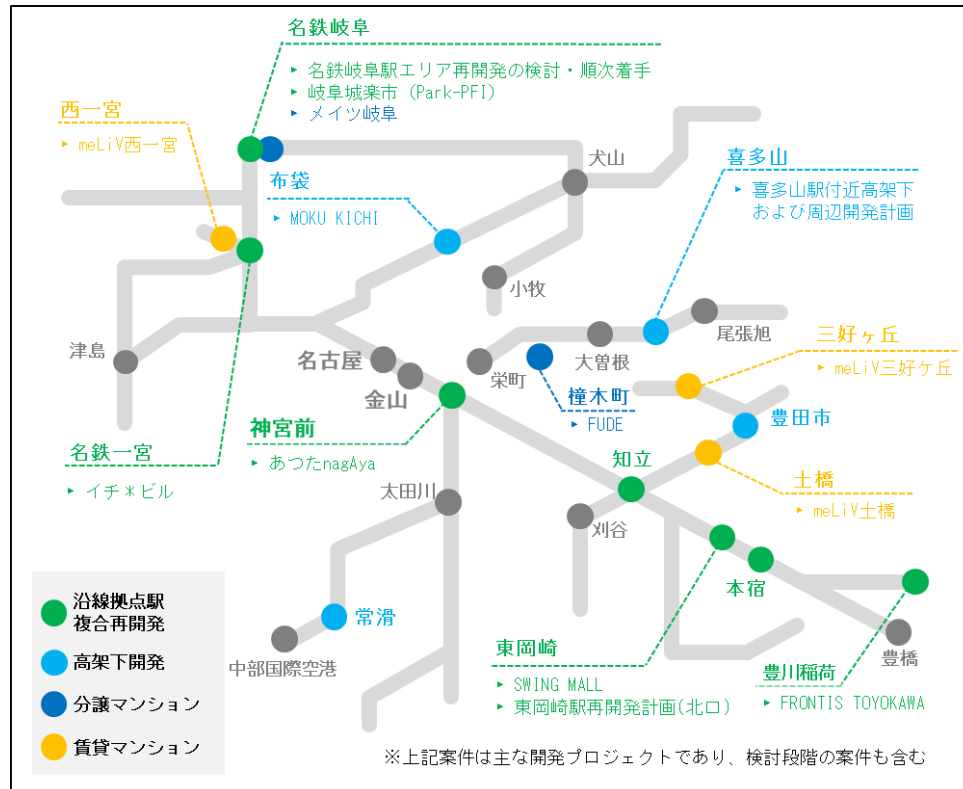 名鉄岐阜
▸ 名鉄岐阜駅エリア再開発の検討・順次着手
▸ 岐阜城楽市 (Park-PFI)
▸ メイツ岐阜
西一宮
▸ meLiV西一宮
犬山
喜多山
▸ 喜多山駅付近高架下
および周辺開発計画
布袋
▸ MOKU KICHI
小牧
尾張旭
津島
大曽根
三好ヶ丘
▸ meLiV三好ケ丘
名古屋
栄町
金山
橦木町
▸ FUDE
豊田市
神宮前
▸ あつたnagAya
名鉄一宮
▸ イチ＊ビル
知立
土橋
▸ meLiV土橋
太田川
刈谷
本宿
沿線拠点駅
複合再開発
高架下開発
分譲マンション
賃貸マンション
常滑
中部国際空港
東岡崎
▸ SWING MALL
▸ 東岡崎駅再開発計画(北口)
豊橋
豊川稲荷
▸ FRONTIS TOYOKAWA
※上記案件は主な開発プロジェクトであり、検討段階の案件も含む